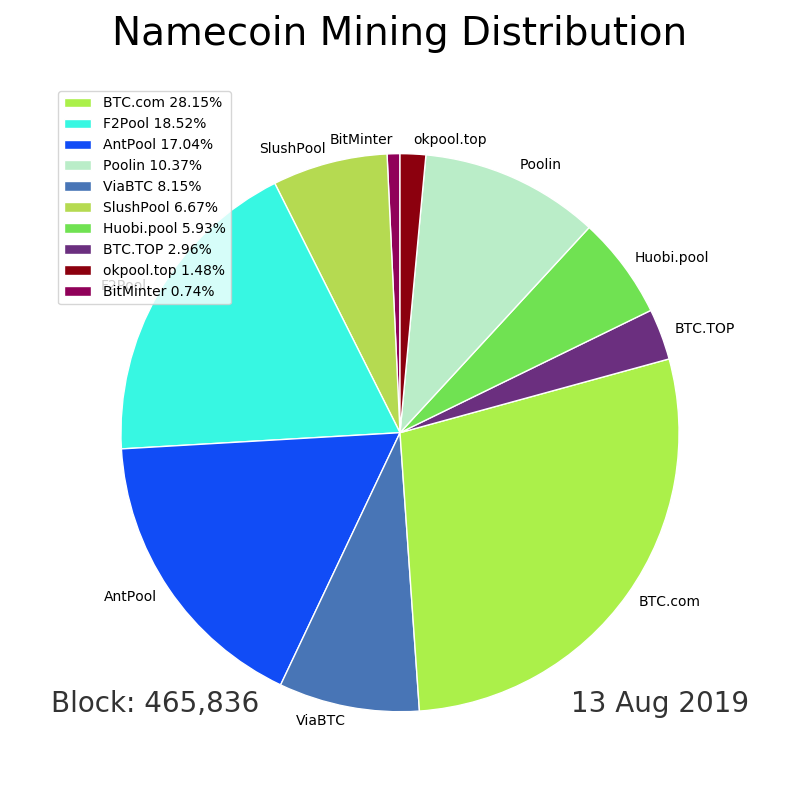 Namecoin Mining Distribution
BTC.com 28.15%
F2Pool 18.52%
AntPool 17.04%
Poolin 10.37%
ViaBTC 8.15%
SlushPool 6.67%
Huobi.pool 5.93%
BTC.TOP 2.96%
okpool.top 1.48%
BitMinter 0.74%
SlushPool
BitMinter
okpool.top
Poolin
Huobi.pool
BTC.TOP
F2Pool
BTC.com
AntPool
ViaBTC
Block: 465,836
13 Aug 2019